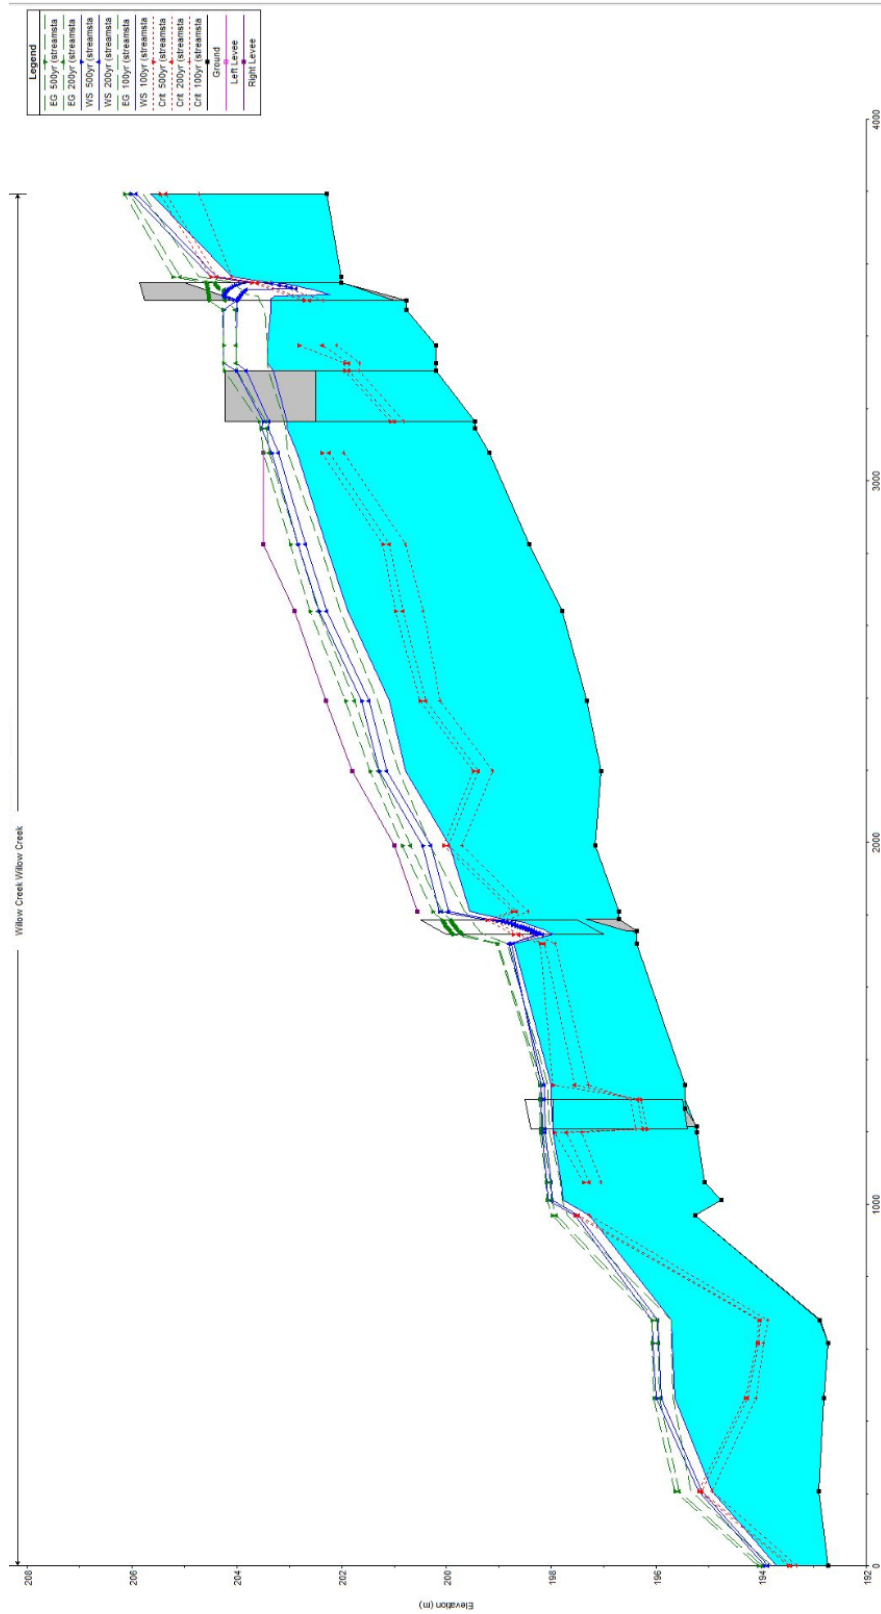 Willow Creek Willow Creek
Legend
EG 500yr (streamsta
EG 200yr (streamsta
WS 500yr (streamsta
WS 200yr (streamsta
EG 100yr (streamsta
WS 100yr (streamsta
Crit 500yr (streamsta
Crit 200yr (streamsta
Crit 100yr (streamsta
Ground
Left Levee
Right Levee
Elevation (m)
208
206
204
202
200
198
196
194
192
0
1000
2000
3000
4000